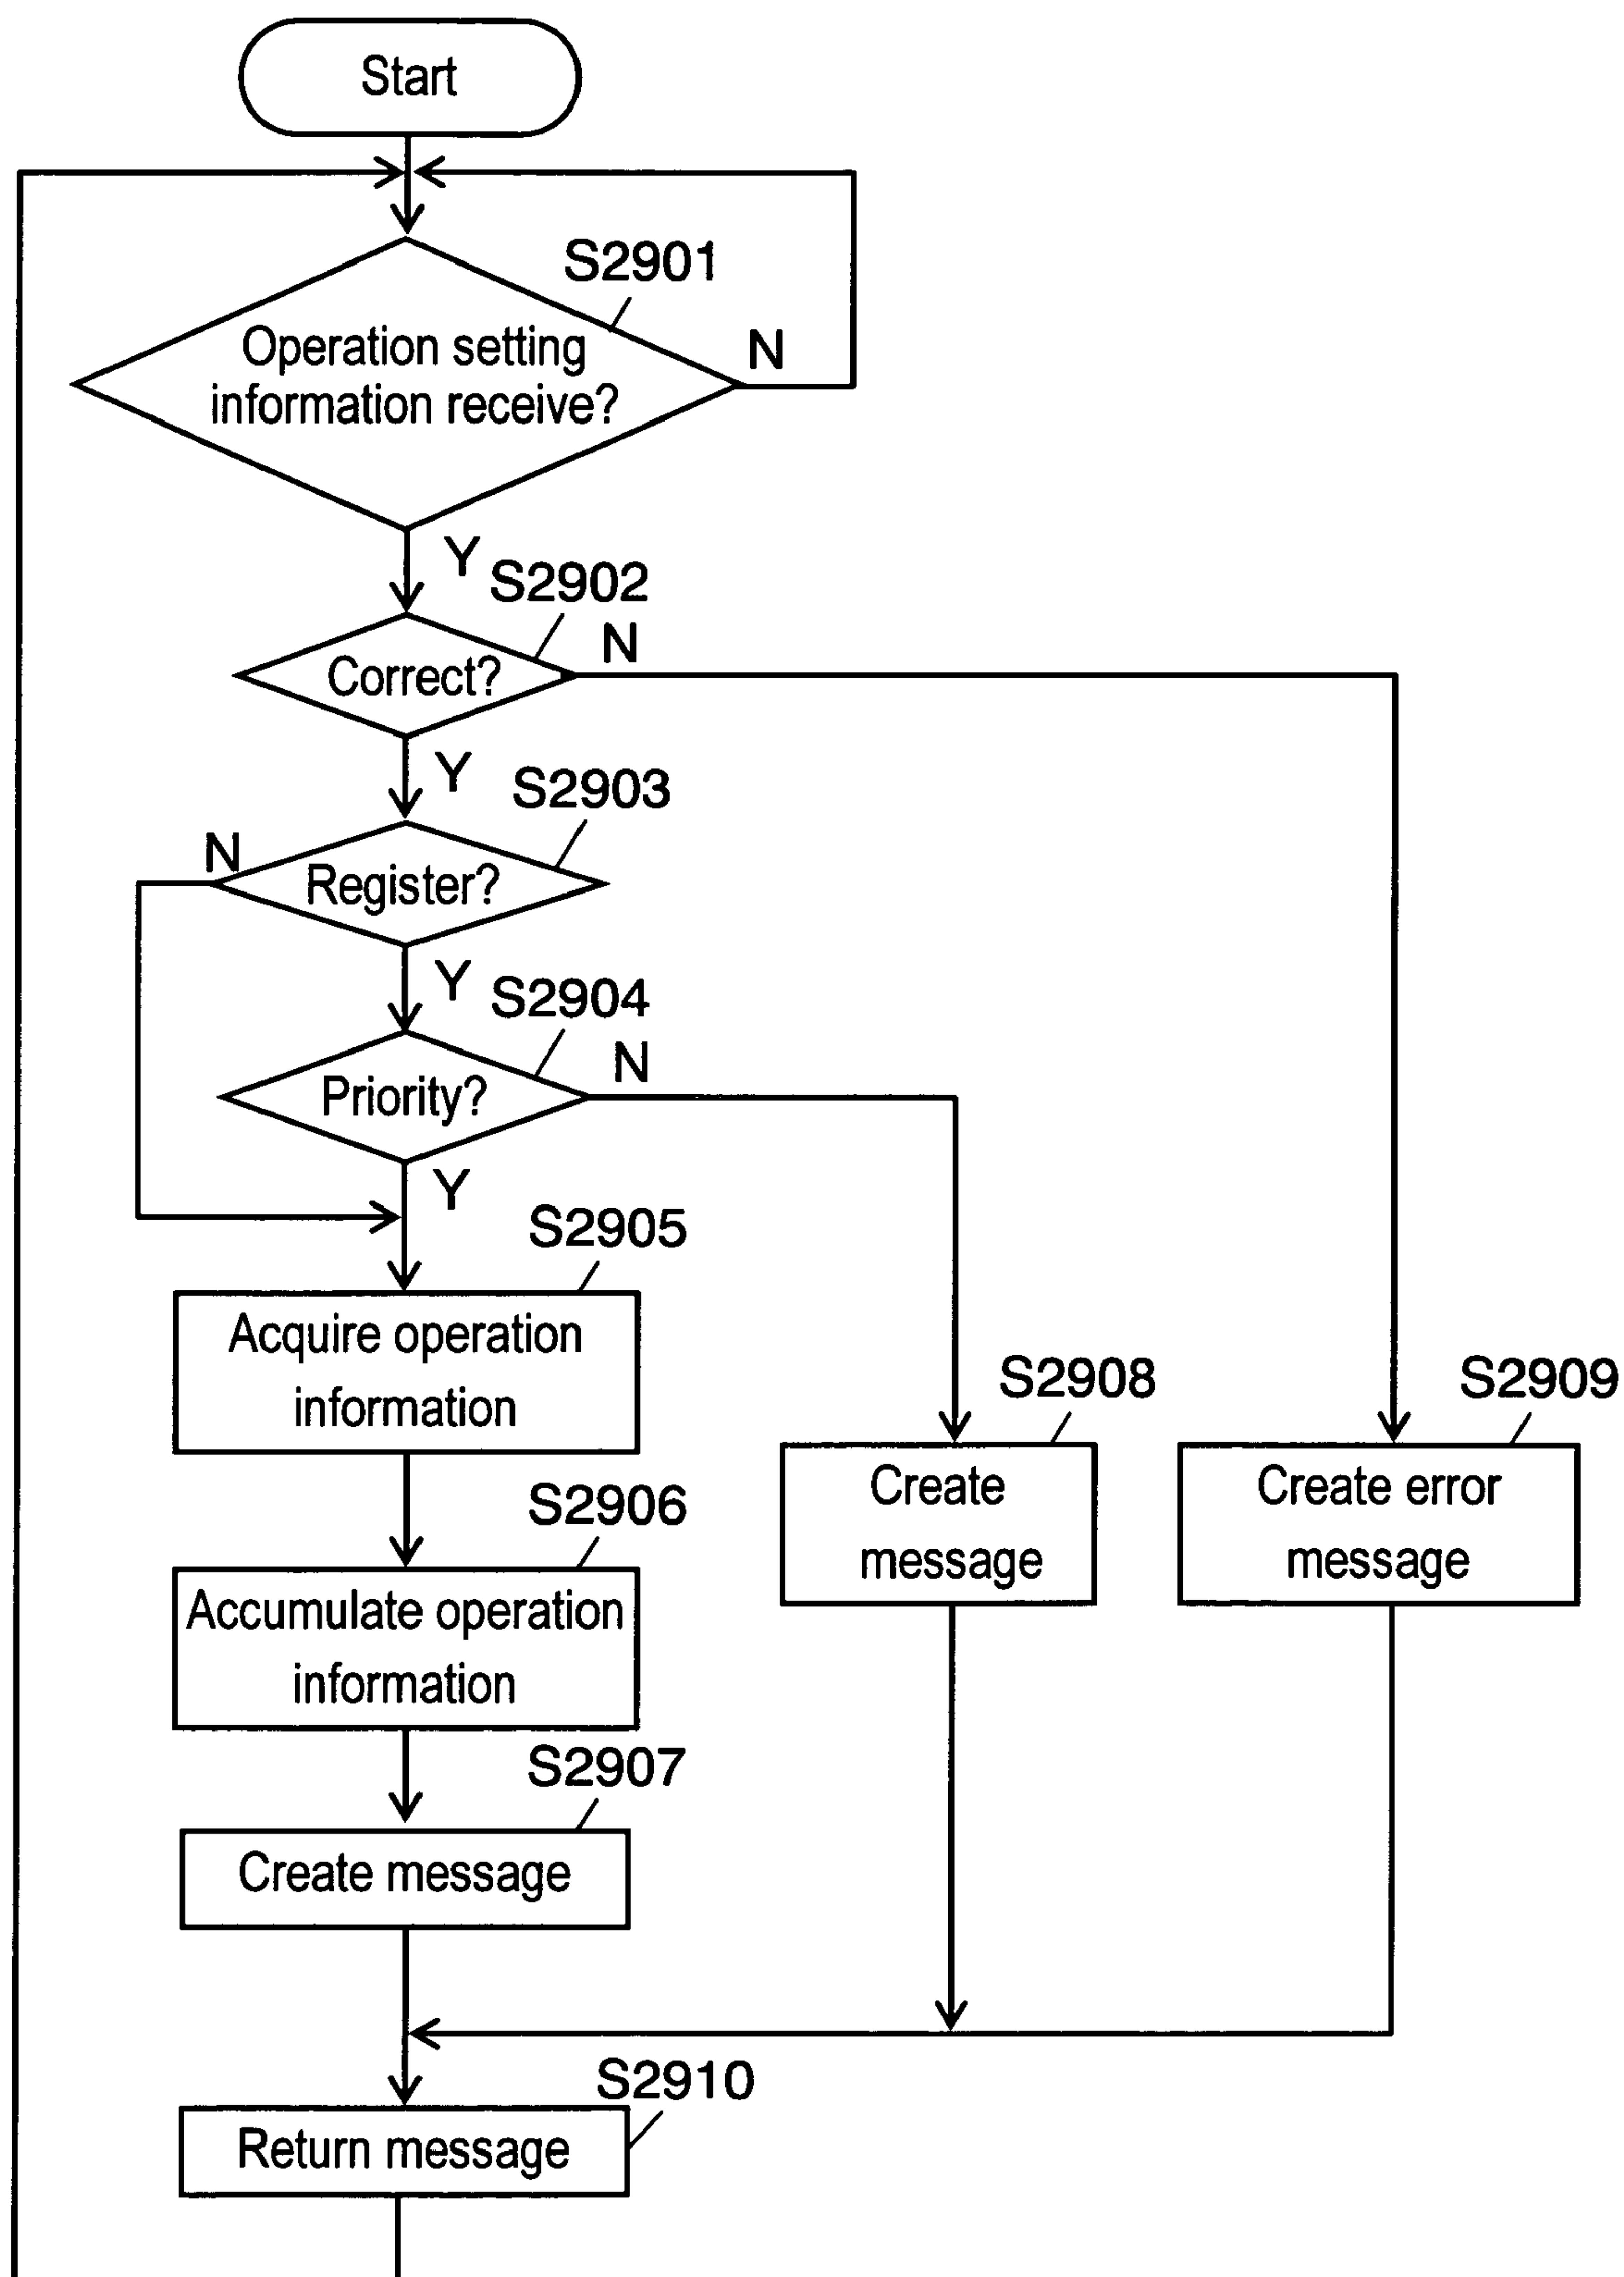 Start
S2901
Operation setting
information receive?
N
Y
S2902
Correct?
N
Y
S2903
N
Register?
Y
S2904
Priority?
N
Y
S2905
Acquire operation
information
S2908
Create
message
S2909
Create error
message
S2906
Accumulate operation
information
S2907
Create message
S2910
Return message